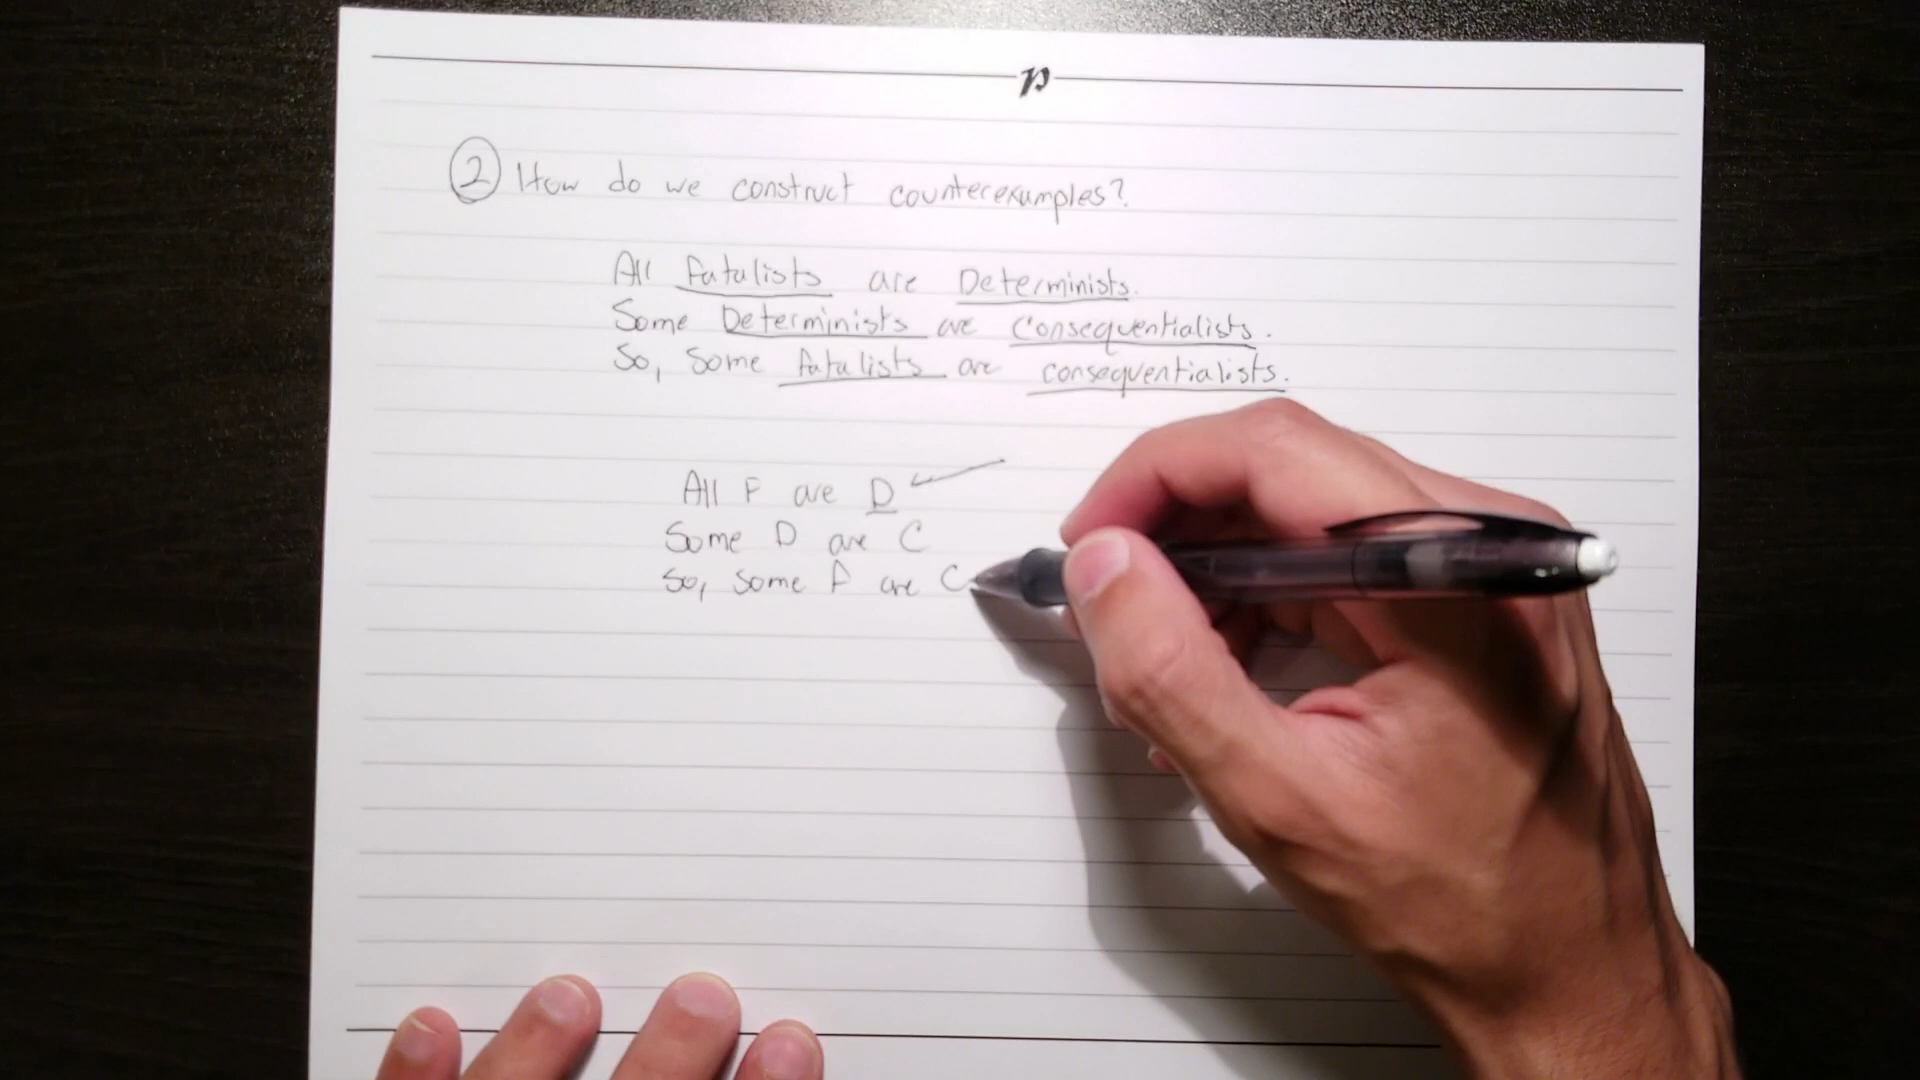 p
② How do we construct counterexamples?
All fatalists are Determinists.
Some Determinists are Consequentialists.
So, some fatalists are consequentialists.
All F are D
Some D are C
So, some F are C